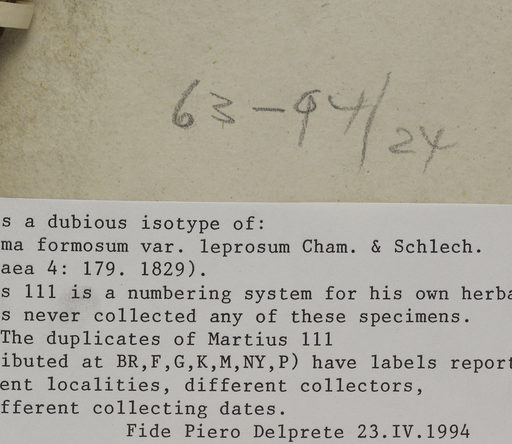 63-94/24
s a dubious isotype of:
ma formosum var. leprosum Cham. & Schlech.
aea 4: 179. 1829).
s 111 is a numbering system for his own herba
s never collected any of these specimens.
The duplicates of Martius 111
ibuted at BR,F,G,K,M,NY,P) have labels report
ent localities, different collectors,
fferent collecting dates.
Fide Piero Delprete 23.IV.1994